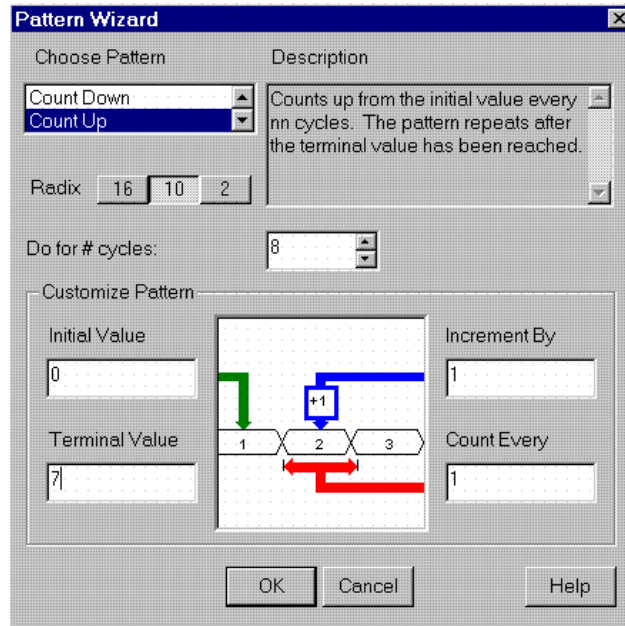 Pattern Wizard
Choose Pattern
Description
Count Down
Count Up
Counts up from the initial value every
nn cycles. The pattern repeats after
the terminal value has been reached.
Radix 16 10 2
Do for # cycles: 8
Customize Pattern
Initial Value
Increment By
0
1
+1
Terminal Value
1 2 3
Count Every
7
1
OK Cancel Help